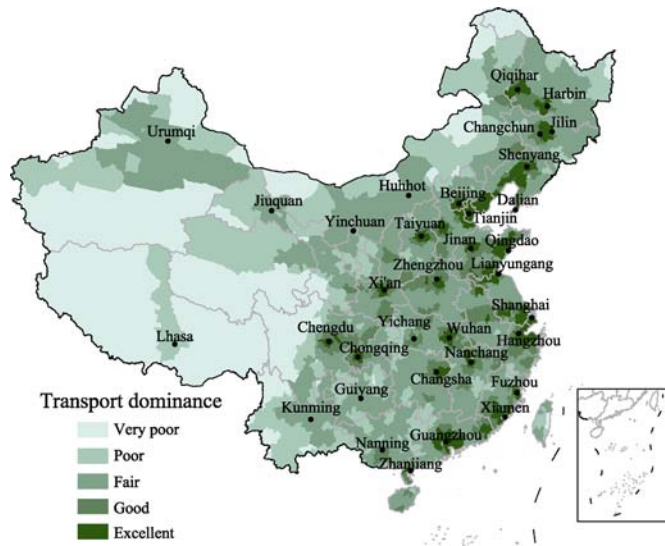 Qiqihar
Harbin
Changchun
Jilin
Urumqi
Shenyang
Jiuquan
Huhhot
Beijing
Dalian
Yinchuan
Taiyuan
Tianjin
Jinan
Qingdao
Zhengzhou
Lianyungang
Xi'an
Shanghai
Chengdu
Yichang
Wuhan
Hangzhou
Lhasa
Chongqing
Nanchang
Changsha
Guiyang
Fuzhou
Transport dominance
Kunming
Xiamen
Very poor
Guangzhou
Nanning
Poor
Zhanjiang
Fair
Good
Excellent